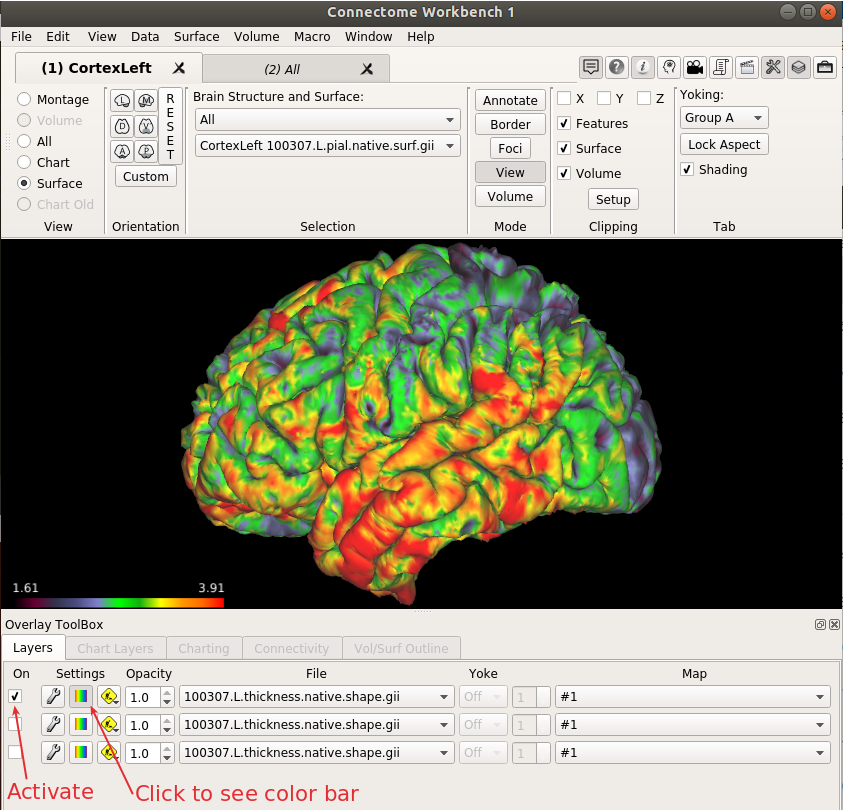 Connectome Workbench 1
File Edit View Data Surface Volume Macro Window Help
(1) CortexLeft
(2) All
Montage
Volume
All
Chart
Surface
Chart Old
View
L M
D V
A P
RESET
Custom
Orientation
Brain Structure and Surface:
All
CortexLeft 100307.L.pial.native.surf.gii
Selection
Annotate
Border
Foci
View
Volume
Mode
X Y Z
Features
Surface
Volume
Setup
Clipping
Yoking:
Group A
Lock Aspect
Shading
Tab
1.61 3.91
Overlay ToolBox
Layers Chart Layers Charting Connectivity Vol/Surf Outline
On Settings Opacity File Yoke Map
1.0 100307.L.thickness.native.shape.gii Off 1 #1
1.0 100307.L.thickness.native.shape.gii Off 1 #1
1.0 100307.L.thickness.native.shape.gii Off 1 #1
Activate
Click to see color bar